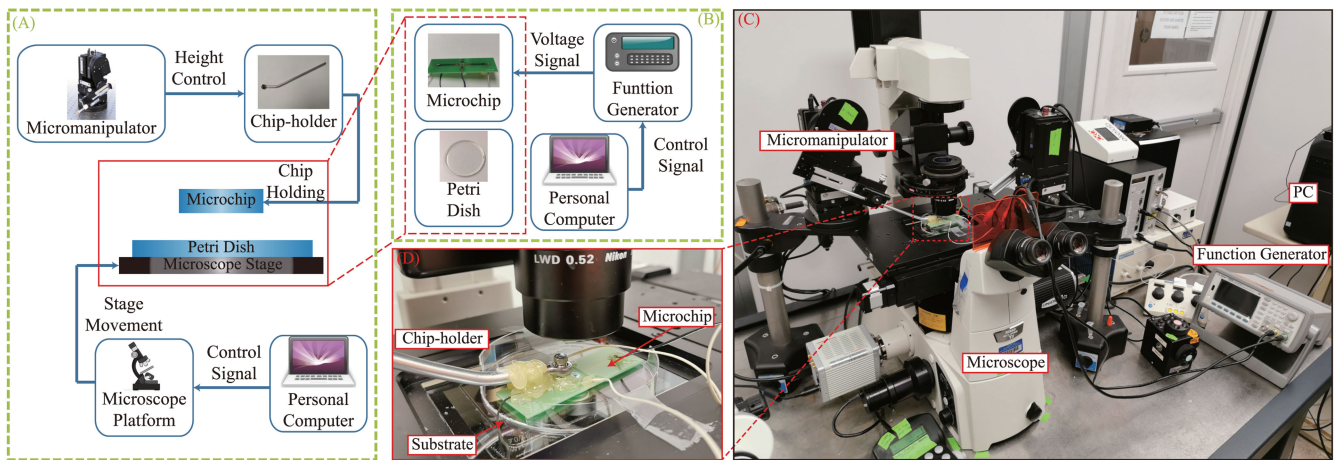 (A)
Micromanipulator
Height
Control
Chip-holder
Chip
Holding
Microchip
Petri Dish
Microscope Stage
Stage
Movement
Microscope
Platform
Control
Signal
Personal
Computer
(B)
Microchip
Voltage
Signal
Funttion
Generator
Petri
Dish
Personal
Computer
Control
Signal
(C)
Micromanipulator
PC
Function Generator
Microscope
(D)
LWD 0.52 Nikon
Chip-holder
Microchip
Substrate